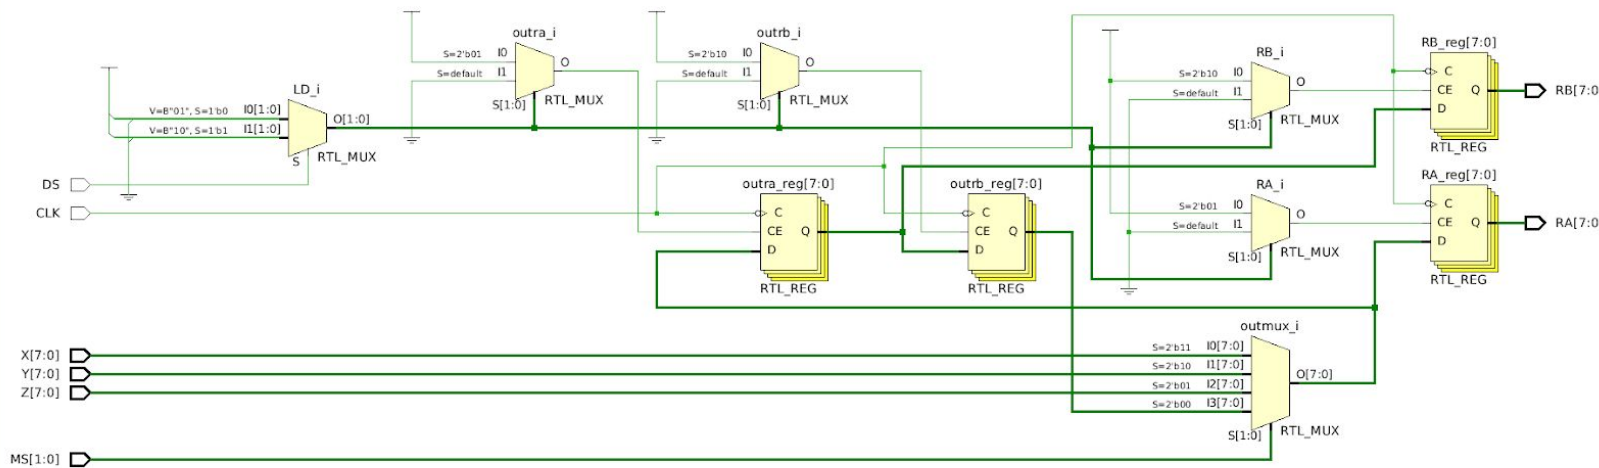 outra_i
S=2'b01 I0
S=default I1
O
S[1:0]
RTL_MUX
outrb_i
S=2'b10 I0
S=default I1
O
S[1:0]
RTL_MUX
LD_i
V=B"01", S=1'b0 I0[1:0]
V=B"10", S=1'b1 I1[1:0]
O[1:0]
S
RTL_MUX
RB_i
S=2'b10 I0
S=default I1
O
S[1:0]
RTL_MUX
RB_reg[7:0]
C
CE Q
D
RTL_REG
RB[7:0
DS
CLK
outra_reg[7:0]
C
CE Q
D
RTL_REG
outrb_reg[7:0]
C
CE Q
D
RTL_REG
RA_i
S=2'b01 I0
S=default I1
O
S[1:0]
RTL_MUX
RA_reg[7:0]
C
CE Q
D
RTL_REG
RA[7:0
outmux_i
X[7:0]
Y[7:0]
Z[7:0]
S=2'b11 I0[7:0]
S=2'b10 I1[7:0]
S=2'b01 I2[7:0]
S=2'b00 I3[7:0]
O[7:0]
S[1:0]
RTL_MUX
MS[1:0]